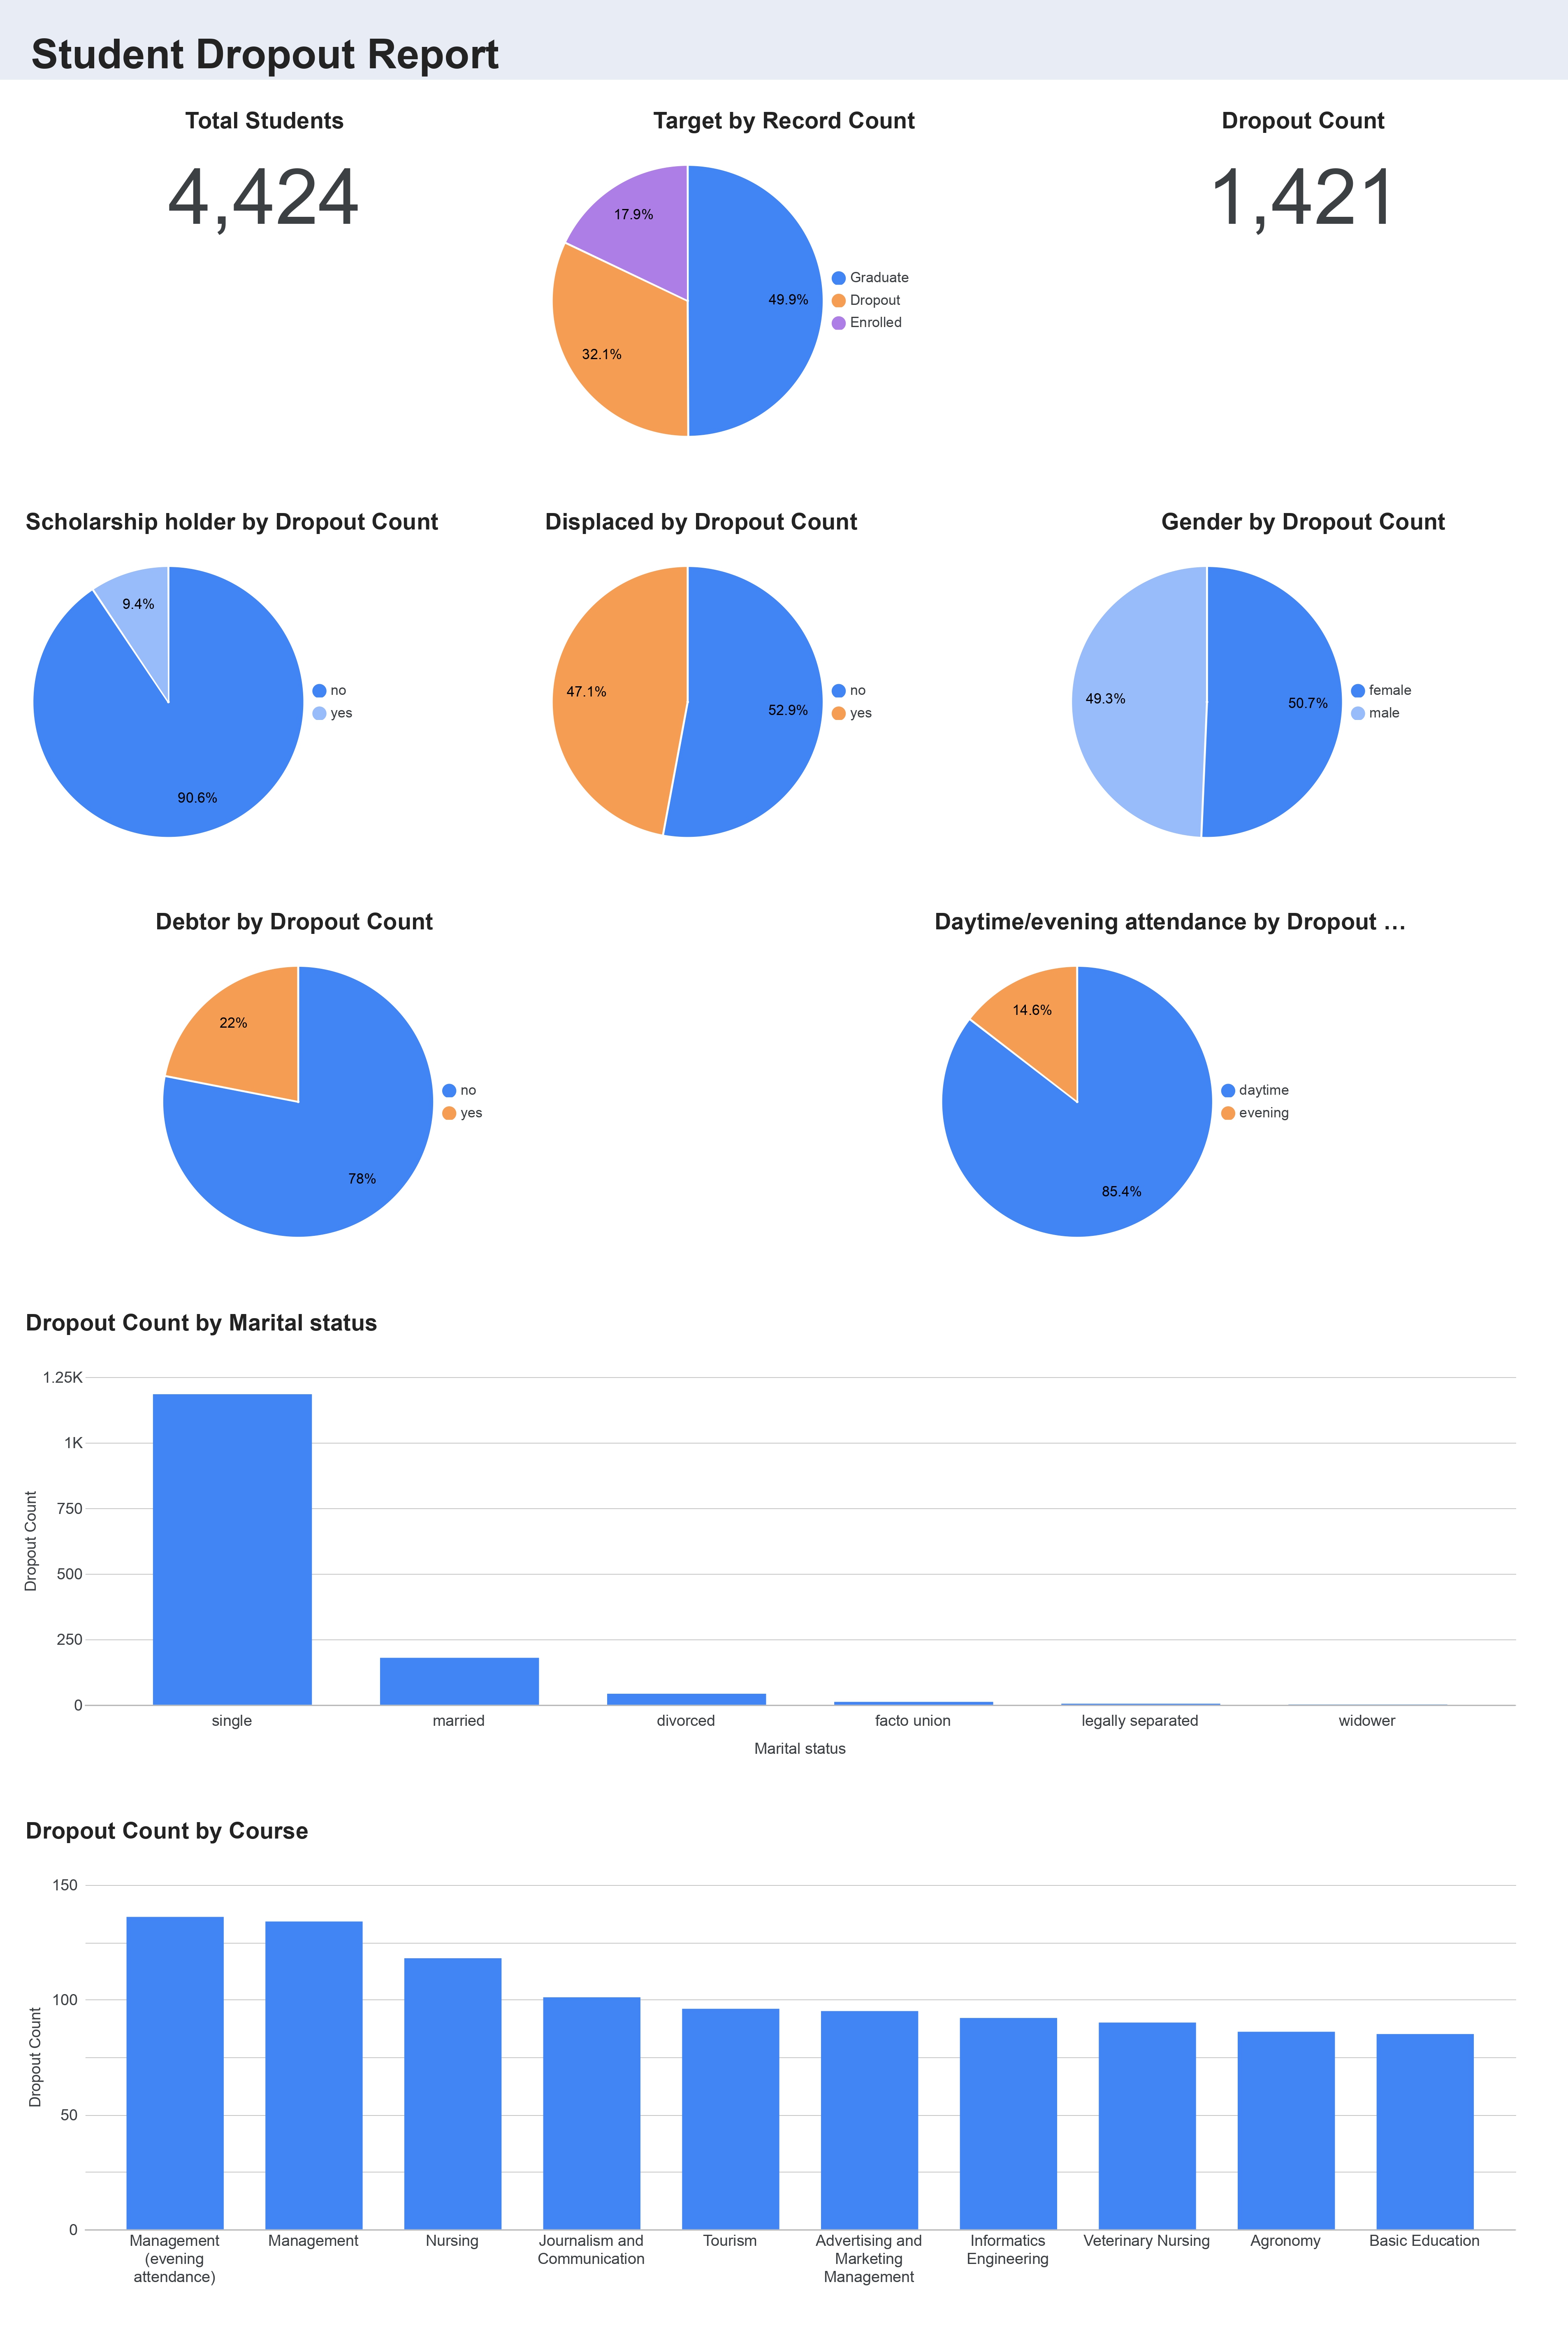 Student Dropout Report
Total Students
4,424
Target by Record Count
17.9%
49.9%
32.1%
Graduate
Dropout
Enrolled
Dropout Count
1,421
Scholarship holder by Dropout Count
9.4%
90.6%
no
yes
Displaced by Dropout Count
47.1%
52.9%
no
yes
Gender by Dropout Count
49.3%
50.7%
female
male
Debtor by Dropout Count
22%
78%
no
yes
Daytime/evening attendance by Dropout …
14.6%
85.4%
daytime
evening
Dropout Count by Marital status
Dropout Count
1.25K
1K
750
500
250
0
single
married
divorced
facto union
legally separated
widower
Marital status
Dropout Count by Course
Dropout Count
150
100
50
0
Management
(evening
attendance)
Management
Nursing
Journalism and
Communication
Tourism
Advertising and
Marketing
Management
Informatics
Engineering
Veterinary Nursing
Agronomy
Basic Education